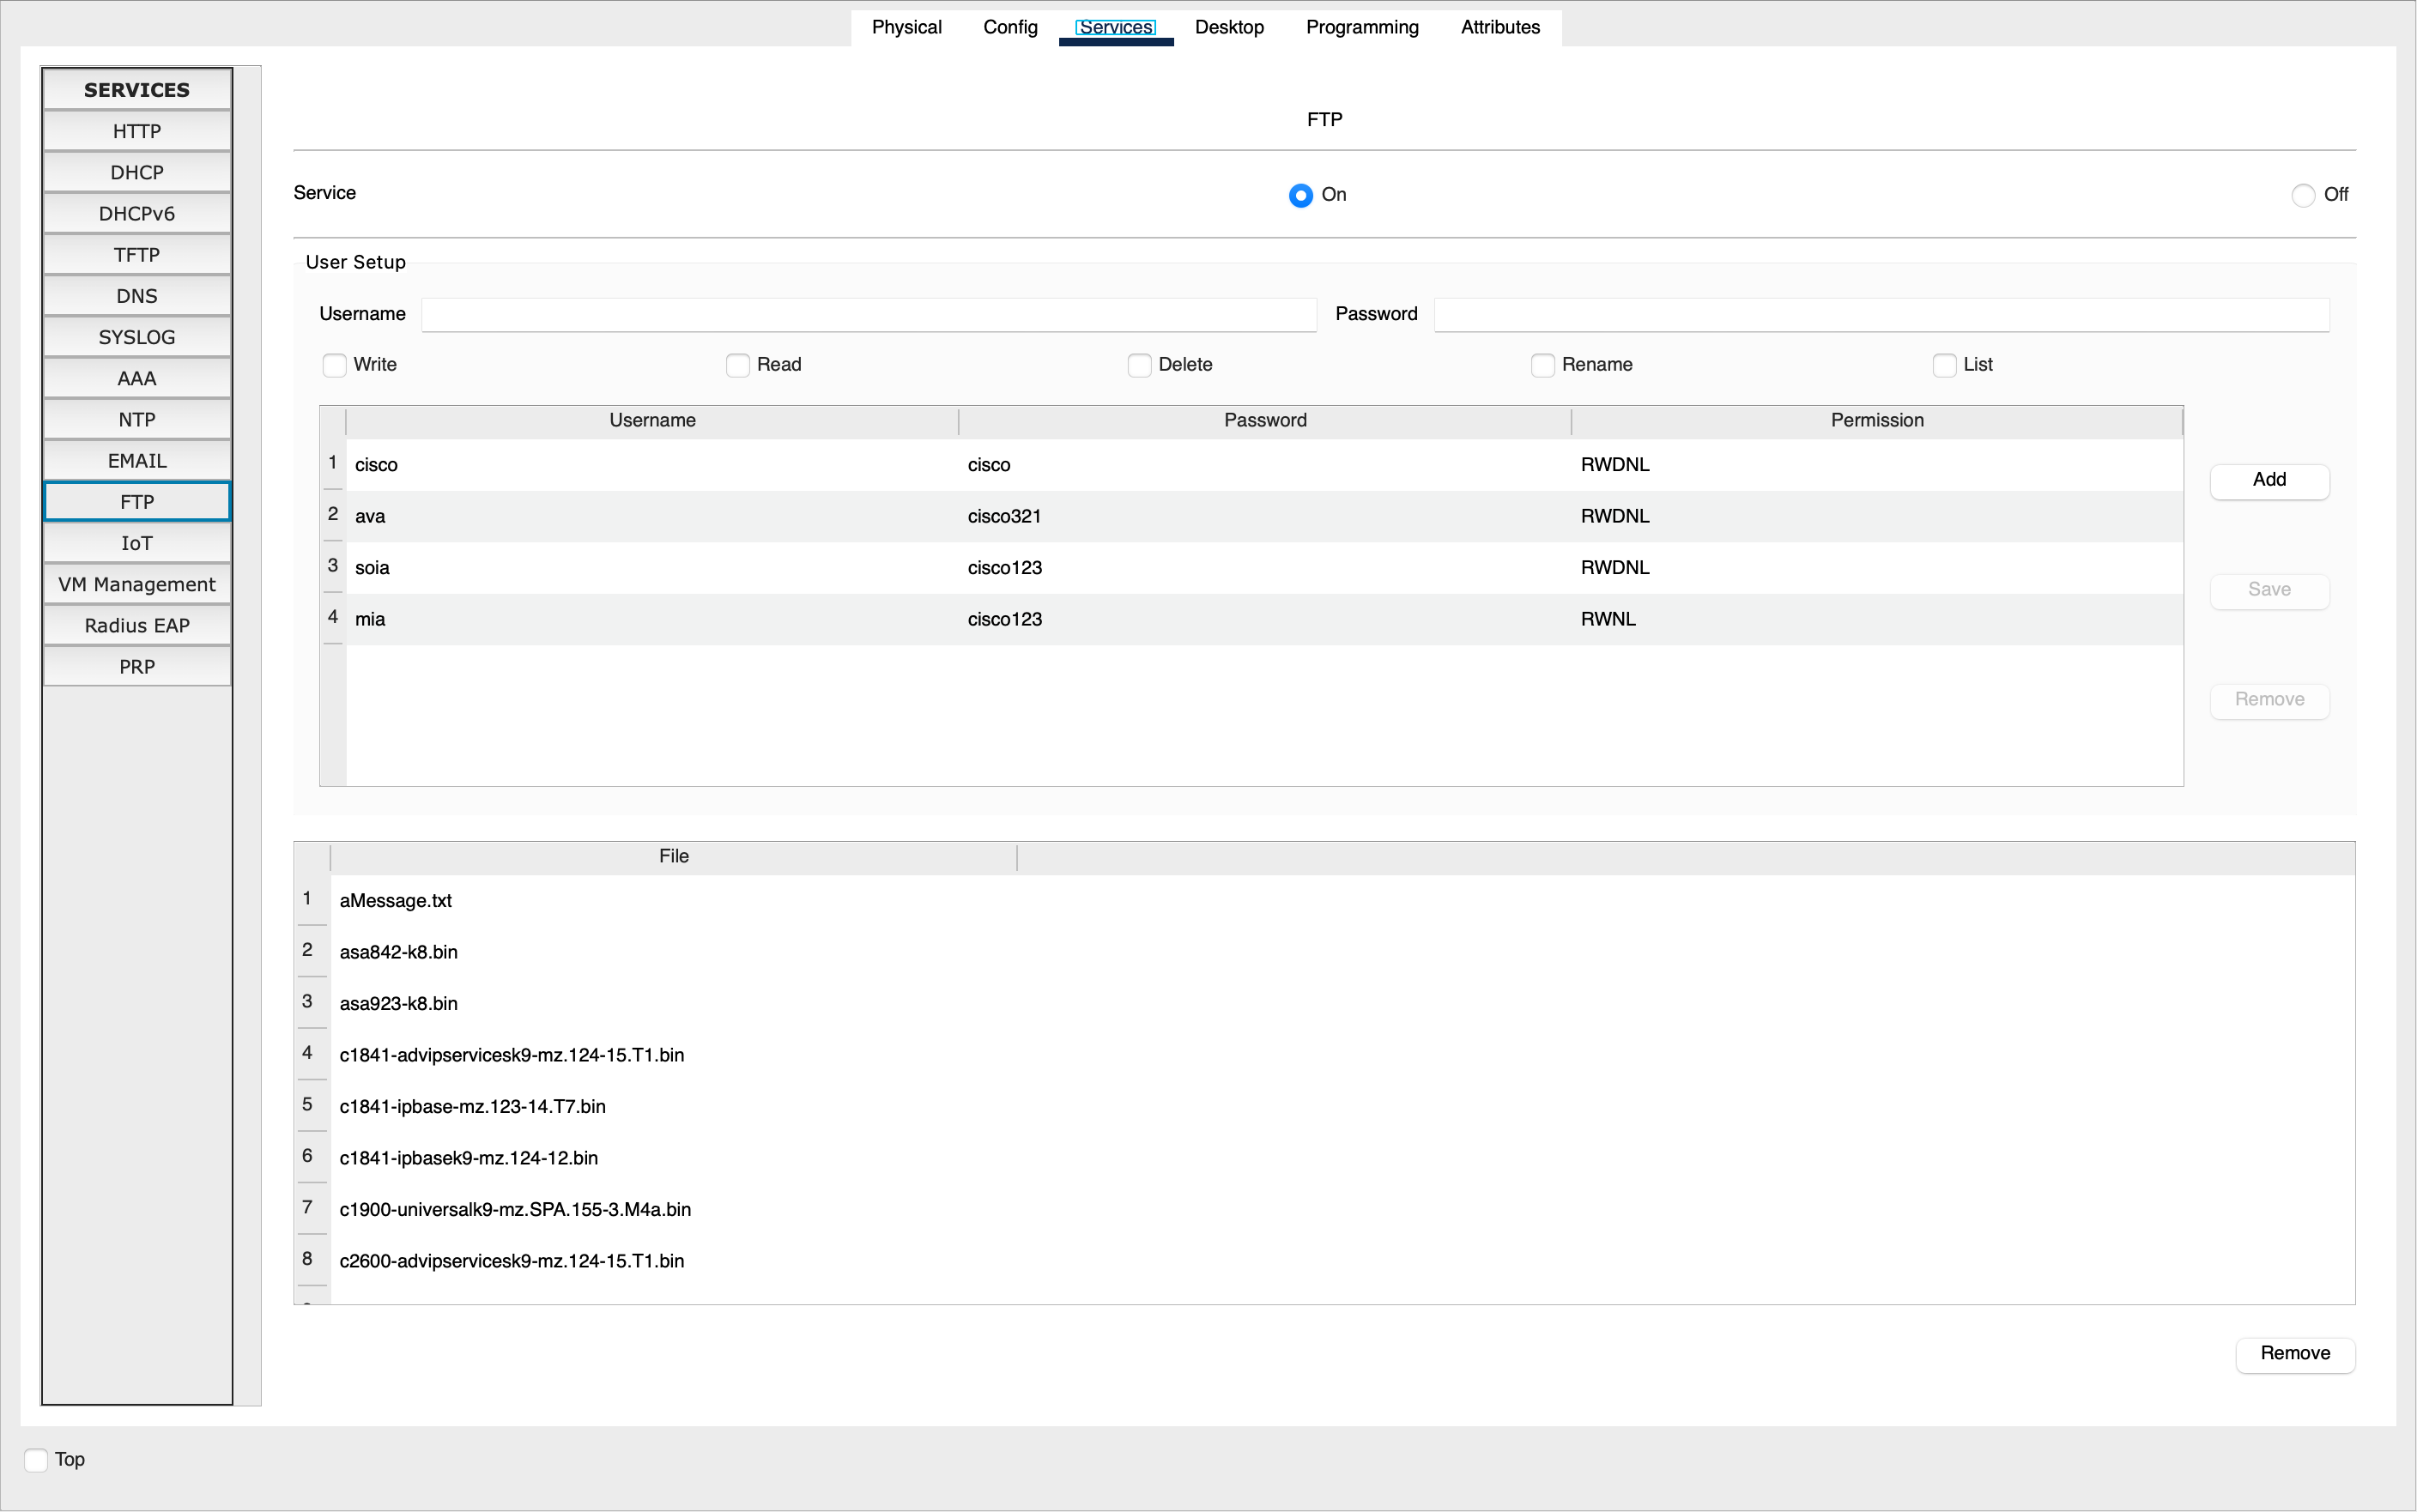 Physical Config Services Desktop Programming Attributes
SERVICES
HTTP
DHCP
DHCPv6
TFTP
DNS
SYSLOG
AAA
NTP
EMAIL
FTP
IoT
VM Management
Radius EAP
PRP
FTP
Service On Off
User Setup
Username Password
Write Read Delete Rename List
Username Password Permission
1 cisco cisco RWDNL
2 ava cisco321 RWDNL
3 soia cisco123 RWDNL
4 mia cisco123 RWNL
Add
Save
Remove
File
1 aMessage.txt
2 asa842-k8.bin
3 asa923-k8.bin
4 c1841-advipservicesk9-mz.124-15.T1.bin
5 c1841-ipbase-mz.123-14.T7.bin
6 c1841-ipbasek9-mz.124-12.bin
7 c1900-universalk9-mz.SPA.155-3.M4a.bin
8 c2600-advipservicesk9-mz.124-15.T1.bin
Remove
Top